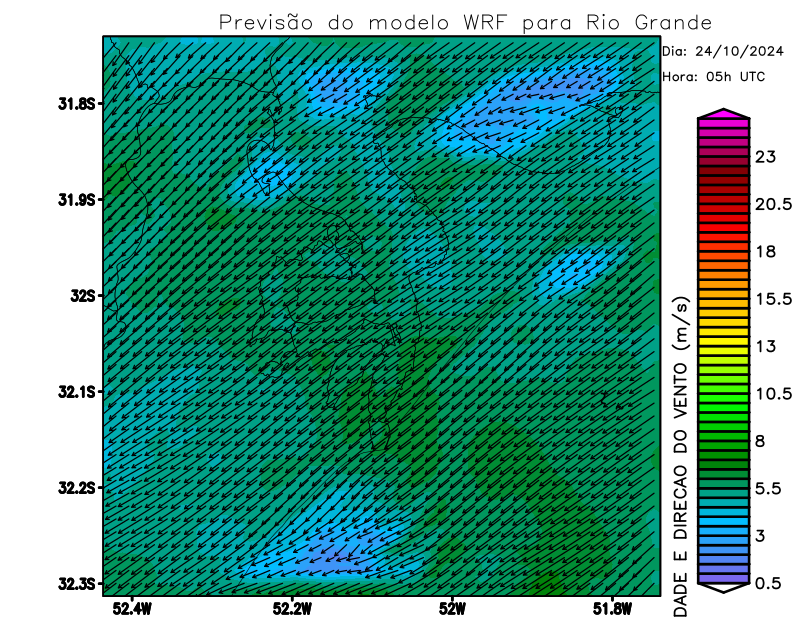 Previsão do modelo WRF para Rio Grande
Dia: 24/10/2024
Hora: 05h UTC
31.8S
31.9S
32S
32.1S
32.2S
32.3S
52.4W
52.2W
52W
51.8W
23
20.5
18
15.5
13
10.5
8
5.5
3
0.5
DADE E DIRECAO DO VENTO (m/s)